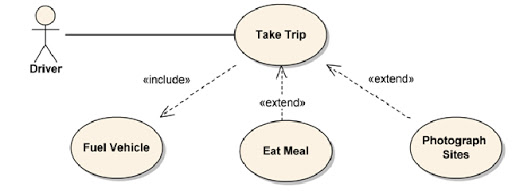 Take Trip
Driver
«include»
«extend»
«extend»
Fuel Vehicle
Eat Meal
Photograph
Sites